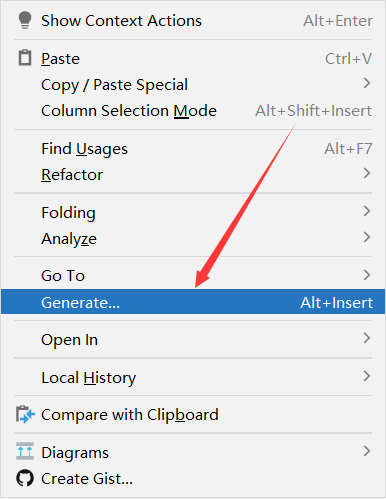 Show Context Actions Alt+Enter
Paste Ctrl+V
Copy / Paste Special
Column Selection Mode Alt+Shift+Insert
Find Usages Alt+F7
Refactor
Folding
Analyze
Go To
Generate... Alt+Insert
Open In
Local History
Compare with Clipboard
Diagrams
Create Gist...